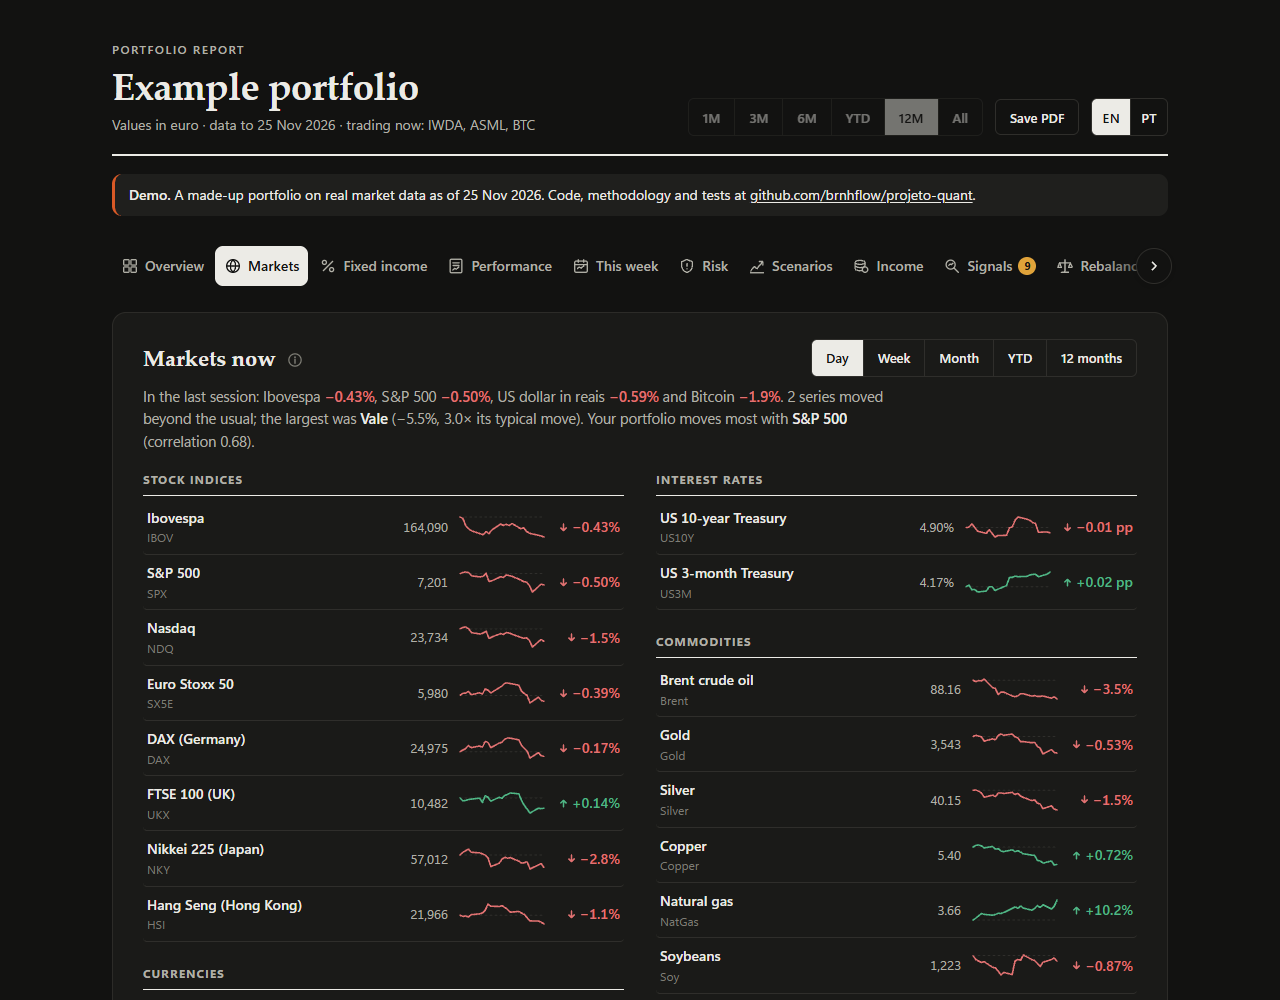 PORTFOLIO REPORT
Example portfolio
Values in euro · data to 25 Nov 2026 · trading now: IWDA, ASML, BTC
1M 3M 6M YTD 12M All
Save PDF
EN PT
Demo. A made-up portfolio on real market data as of 25 Nov 2026. Code, methodology and tests at github.com/brnhflow/projeto-quant.
Overview Markets Fixed income Performance This week Risk Scenarios Income Signals 9
Markets now
Day Week Month YTD 12 months
In the last session: Ibovespa −0.43%, S&P 500 −0.50%, US dollar in reais −0.59% and Bitcoin −1.9%. 2 series moved
beyond the usual; the largest was Vale (−5.5%, 3.0× its typical move). Your portfolio moves most with S&P 500
(correlation 0.68).
STOCK INDICES
Ibovespa 164,090 ↓ −0.43%
IBOV
S&P 500 7,201 ↓ −0.50%
SPX
Nasdaq 23,734 ↓ −1.5%
NDQ
Euro Stoxx 50 5,980 ↓ −0.39%
SX5E
DAX (Germany) 24,975 ↓ −0.17%
DAX
FTSE 100 (UK) 10,482 ↑ +0.14%
UKX
Nikkei 225 (Japan) 57,012 ↓ −2.8%
NKY
Hang Seng (Hong Kong) 21,966 ↓ −1.1%
HSI
CURRENCIES
INTEREST RATES
US 10-year Treasury 4.90% ↓ −0.01 pp
US10Y
US 3-month Treasury 4.17% ↑ +0.02 pp
US3M
COMMODITIES
Brent crude oil 88.16 ↓ −3.5%
Brent
Gold 3,543 ↓ −0.53%
Gold
Silver 40.15 ↓ −1.5%
Silver
Copper 5.40 ↑ +0.72%
Copper
Natural gas 3.66 ↑ +10.2%
NatGas
Soybeans 1,223 ↓ −0.87%
Soy